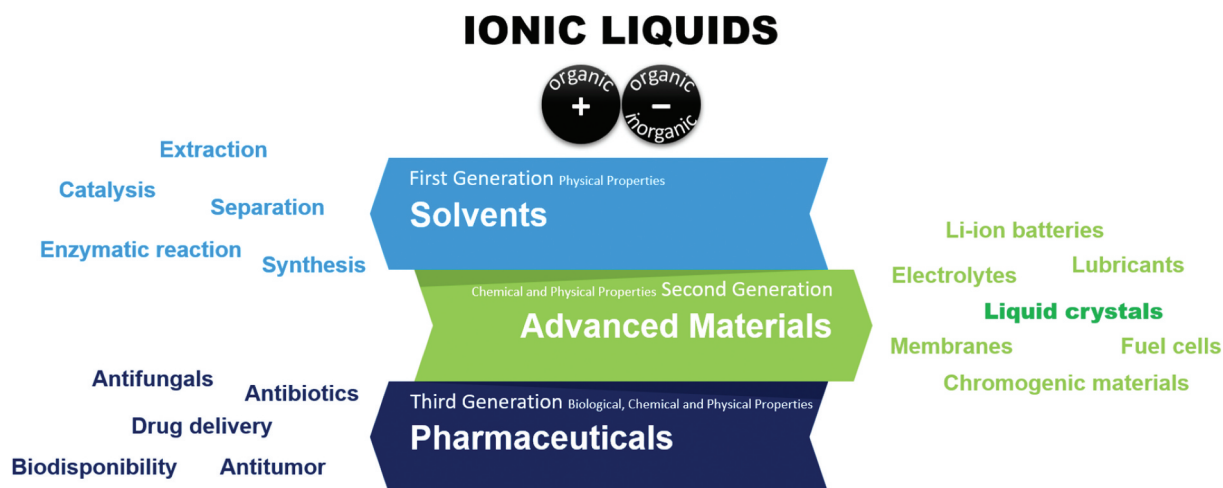 IONIC LIQUIDS
organic
+
organic
−
inorganic
Extraction
Catalysis
Separation
Enzymatic reaction
Synthesis
First Generation Physical Properties
Solvents
Chemical and Physical Properties Second Generation
Advanced Materials
Li-ion batteries
Electrolytes
Lubricants
Liquid crystals
Membranes
Fuel cells
Chromogenic materials
Antifungals
Antibiotics
Drug delivery
Biodisponibility
Antitumor
Third Generation Biological, Chemical and Physical Properties
Pharmaceuticals